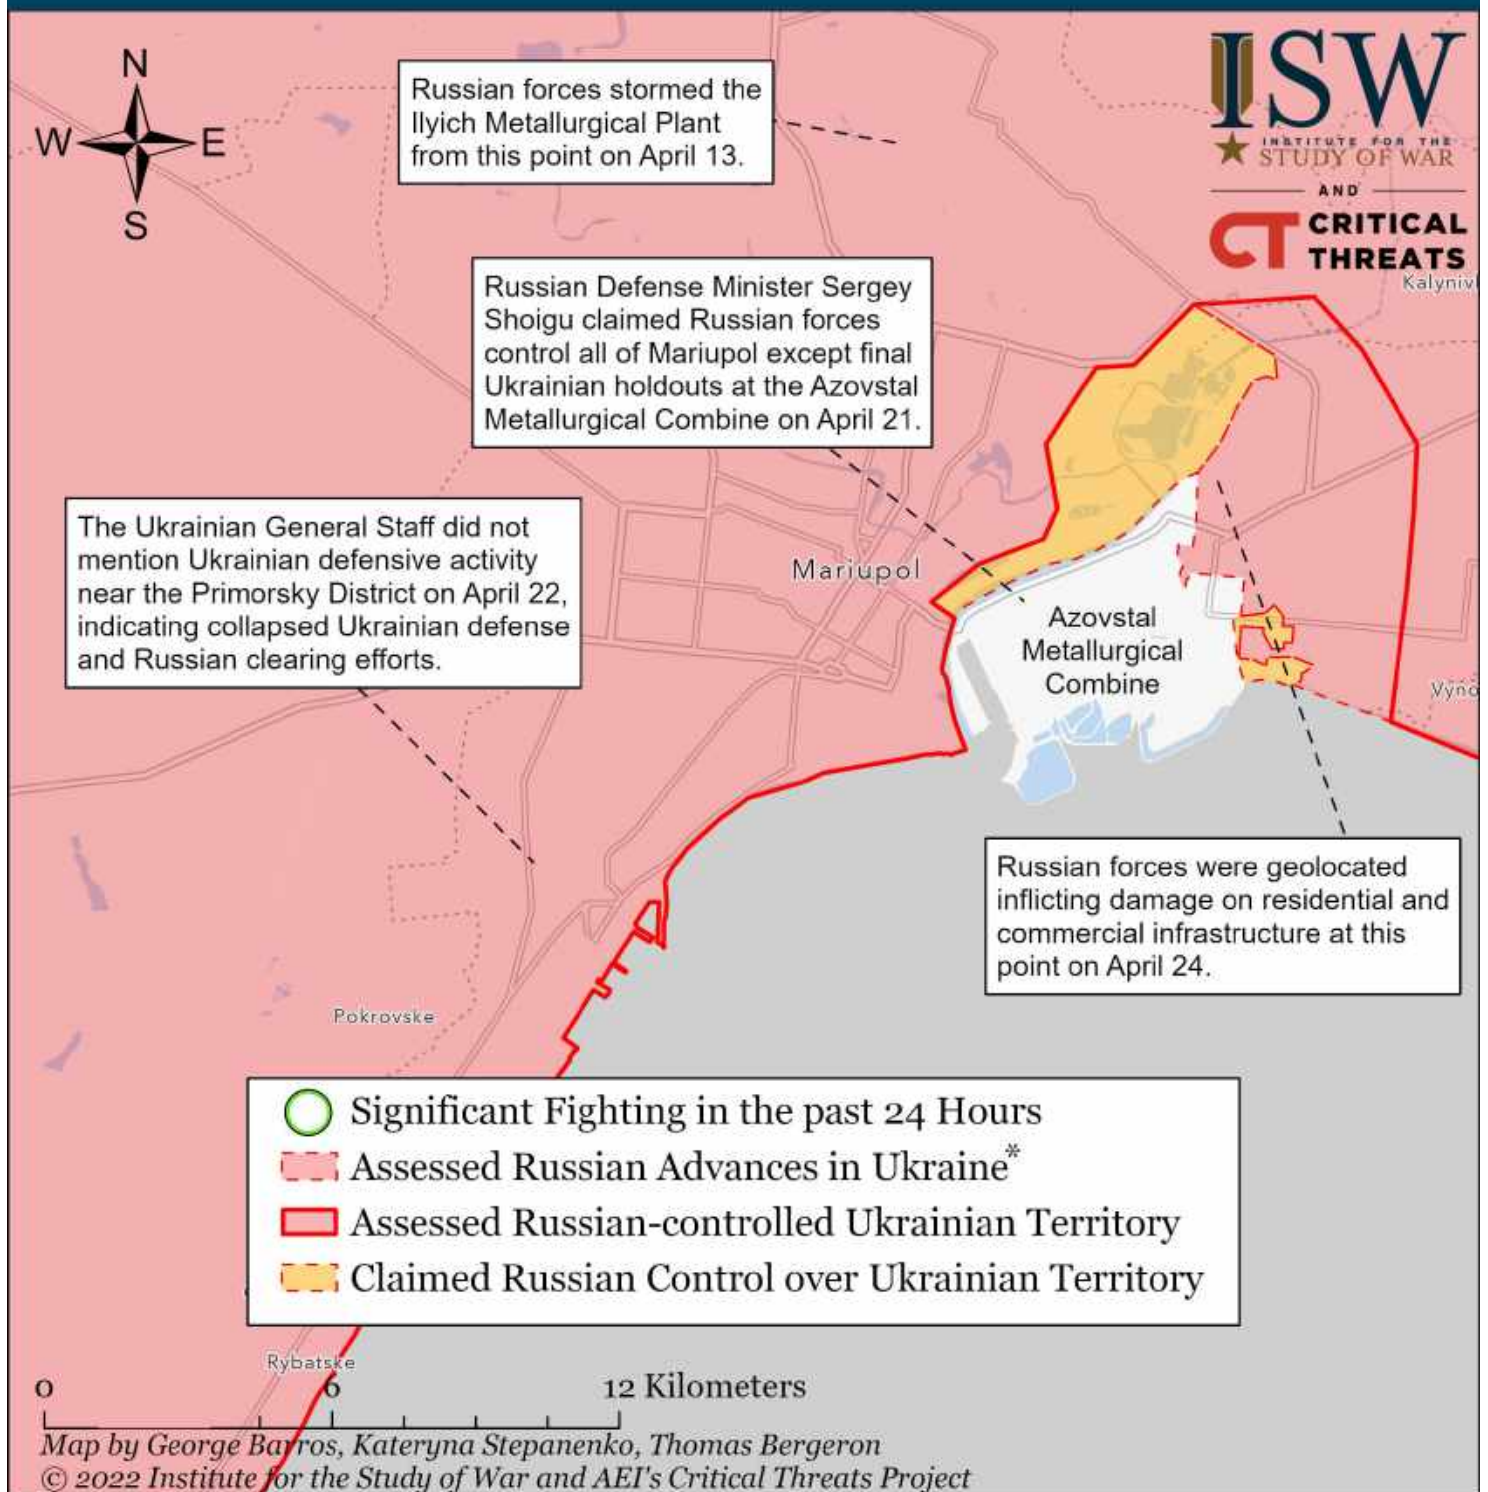 N
W
E
S
Russian forces stormed the
Ilyich Metallurgical Plant
from this point on April 13.
ISW
INSTITUTE FOR THE
STUDY OF WAR
AND
CT CRITICAL
THREATS
Russian Defense Minister Sergey
Shoigu claimed Russian forces
control all of Mariupol except final
Ukrainian holdouts at the Azovstal
Metallurgical Combine on April 21.
The Ukrainian General Staff did not
mention Ukrainian defensive activity
near the Primorsky District on April 22,
indicating collapsed Ukrainian defense
and Russian clearing efforts.
Mariupol
Azovstal
Metallurgical
Combine
Russian forces were geolocated
inflicting damage on residential and
commercial infrastructure at this
point on April 24.
Pokrovske
Significant Fighting in the past 24 Hours
Assessed Russian Advances in Ukraine*
Assessed Russian-controlled Ukrainian Territory
Claimed Russian Control over Ukrainian Territory
Rybatske
0 6 12 Kilometers
Map by George Barros, Kateryna Stepanenko, Thomas Bergeron
© 2022 Institute for the Study of War and AEI's Critical Threats Project